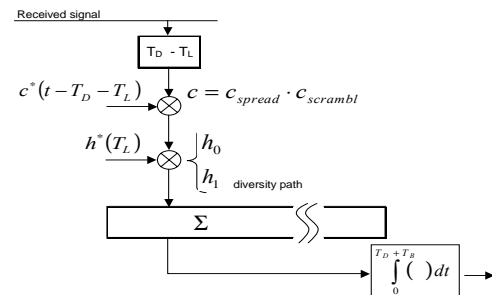 Received signal
T_D - T_L
c*(t - T_D - T_L)
c = c_spread · c_scrambl
h*(T_L)
h_0
h_1 diversity path
Σ
∫_0^{T_D + T_B} ( ) dt